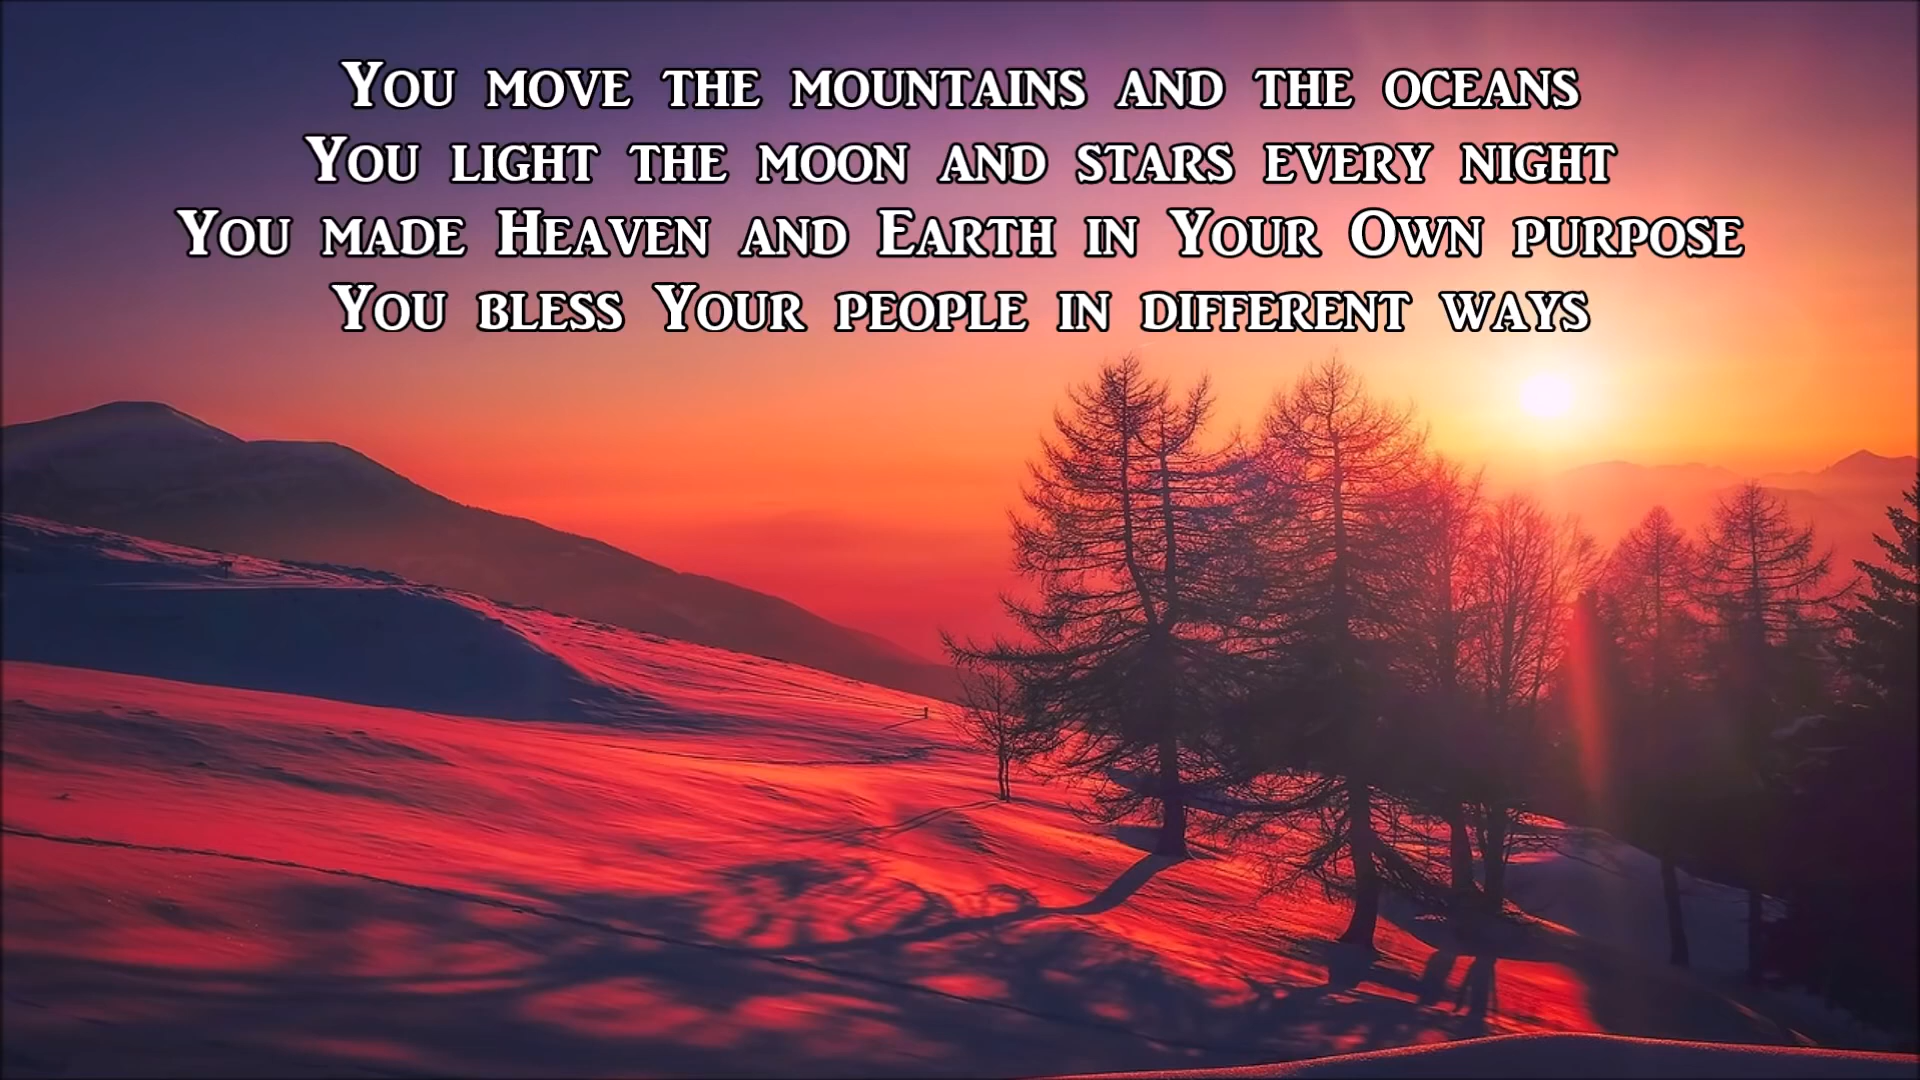 You move the mountains and the oceans
You light the moon and stars every night
You made Heaven and Earth in Your Own purpose
You bless Your people in different ways